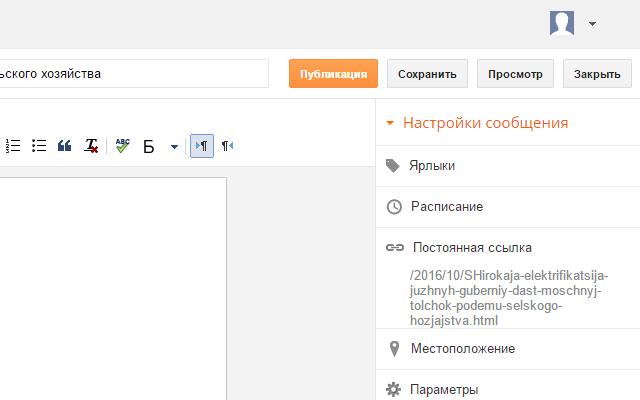 ьского хозяйства
Публикация
Сохранить
Просмотр
Закрыть
Настройки сообщения
ABC
Б
Ярлыки
Расписание
Постоянная ссылка
/2016/10/SHirokaja-elektrifikatsija-
juzhnyh-guberniy-dast-moschnyj-
tolchok-podemu-selskogo-
hozjajstva.html
Местоположение
Параметры